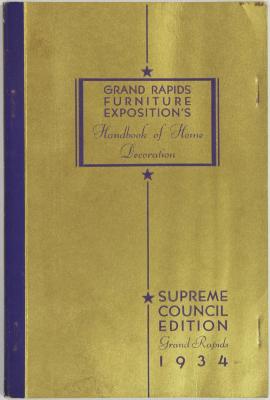 GRAND RAPIDS
FURNITURE
EXPOSITION'S
Handbook of Home
Decoration
SUPREME
COUNCIL
EDITION
Grand Rapids
1934